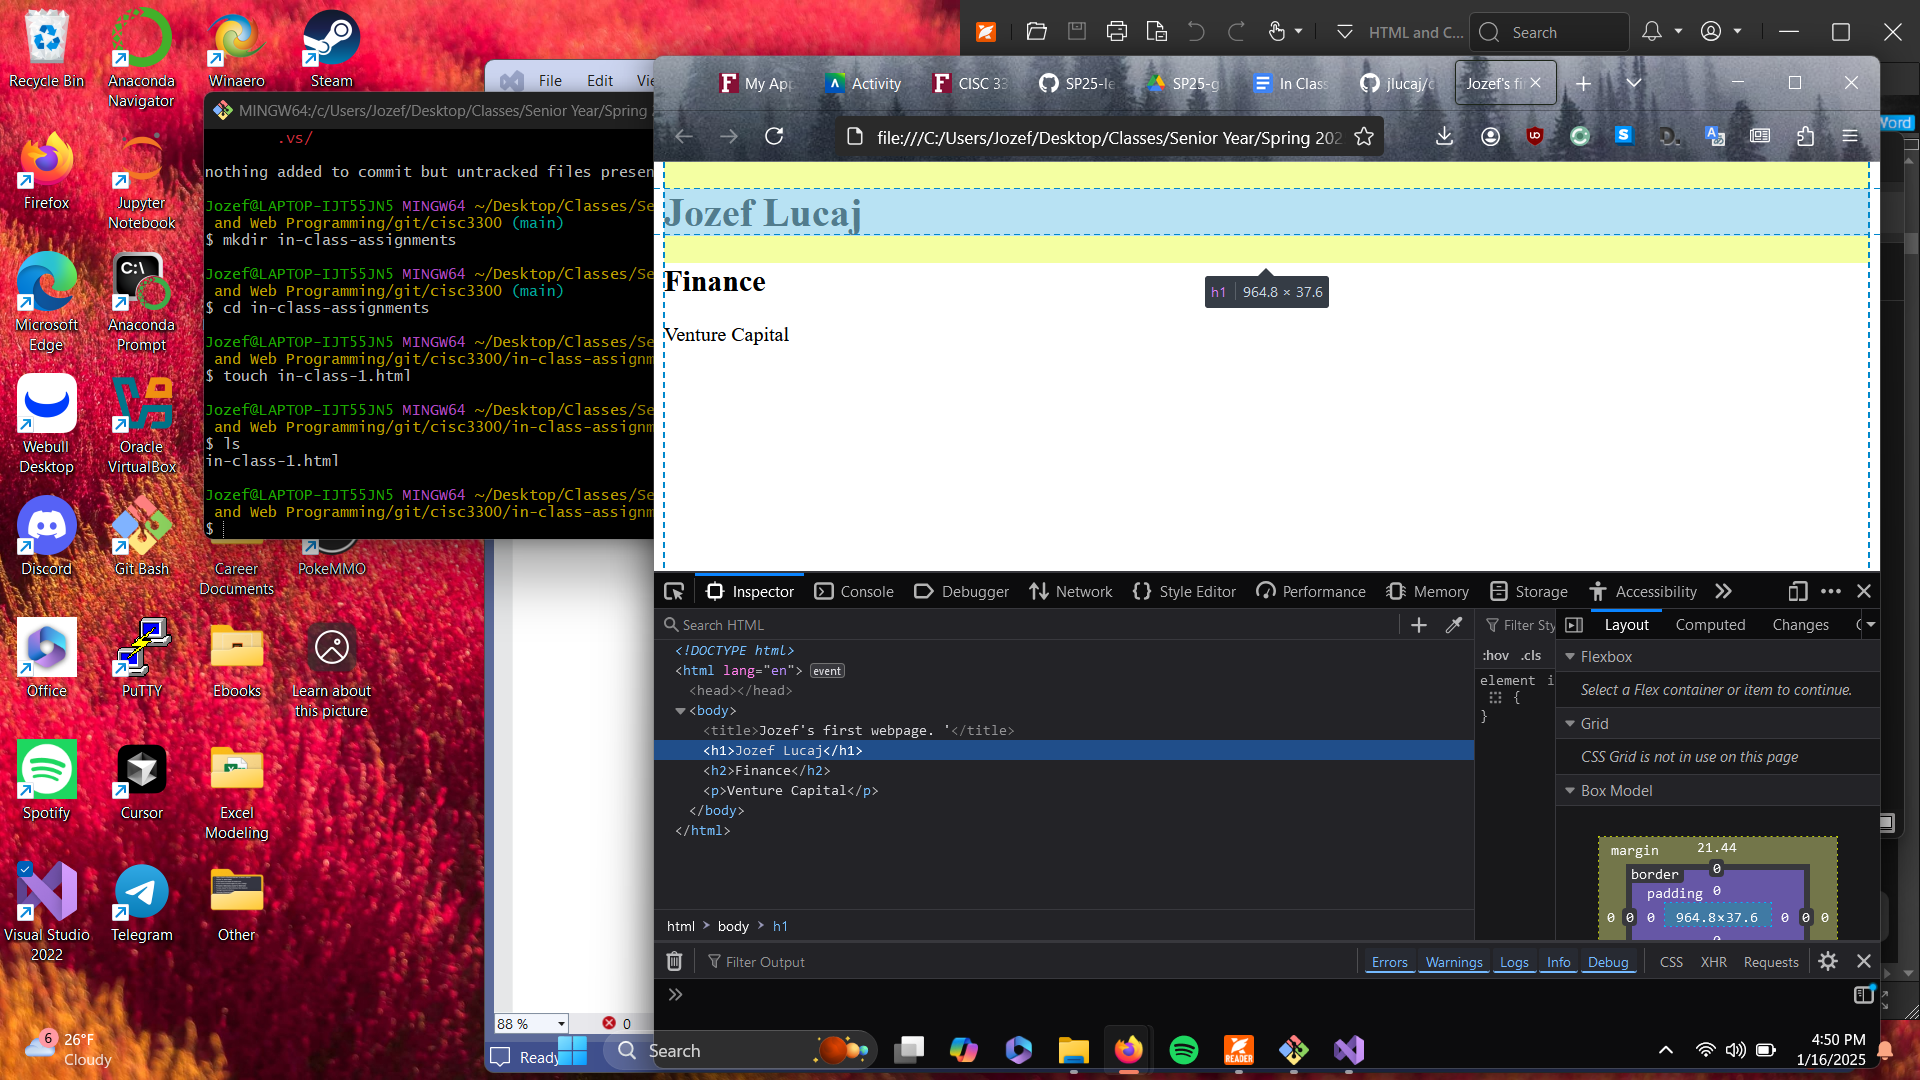 Recycle Bin
Anaconda Navigator
Winaero
Steam
Firefox
Jupyter Notebook
Microsoft Edge
Anaconda Prompt
Webull Desktop
Oracle VirtualBox
Discord
Git Bash
Career Documents
PokeMMO
Office
PuTTY
Ebooks
Learn about this picture
Spotify
Cursor
Excel Modeling
Visual Studio 2022
Telegram
Other
File Edit
MINGW64:/c/Users/Jozef/Desktop/Classes/Senior Year/Spring
.vs/
nothing added to commit but untracked files presen
Jozef@LAPTOP-IJT55JN5 MINGW64 ~/Desktop/Classes/Se
and Web Programming/git/cisc3300 (main)
$ mkdir in-class-assignments
Jozef@LAPTOP-IJT55JN5 MINGW64 ~/Desktop/Classes/Se
and Web Programming/git/cisc3300 (main)
$ cd in-class-assignments
Jozef@LAPTOP-IJT55JN5 MINGW64 ~/Desktop/Classes/Se
and Web Programming/git/cisc3300/in-class-assignm
$ touch in-class-1.html
Jozef@LAPTOP-IJT55JN5 MINGW64 ~/Desktop/Classes/Se
and Web Programming/git/cisc3300/in-class-assignm
$ ls
in-class-1.html
Jozef@LAPTOP-IJT55JN5 MINGW64 ~/Desktop/Classes/Se
and Web Programming/git/cisc3300/in-class-assignm
$
HTML and C... Search
Word
My App Activity CISC 33 SP25-le SP25-g In Class jlucaj/c Jozef's fi
file:///C:/Users/Jozef/Desktop/Classes/Senior Year/Spring 202
Jozef Lucaj
Finance
h1 964.8 × 37.6
Venture Capital
Inspector Console Debugger Network Style Editor Performance Memory Storage Accessibility
Search HTML
Filter Sty
Layout Computed Changes
:hov .cls
<!DOCTYPE html>
<html lang="en"> event
<head></head>
<body>
<title>Jozef's first webpage. '</title>
<h1>Jozef Lucaj</h1>
<h2>Finance</h2>
<p>Venture Capital</p>
</body>
</html>
element {
}
Flexbox
Select a Flex container or item to continue.
Grid
CSS Grid is not in use on this page
Box Model
margin 21.44
border 0
padding 0
0 0 0 964.8×37.6 0 0 0
html > body > h1
Filter Output
Errors Warnings Logs Info Debug CSS XHR Requests
88 % 0
Ready
6
26°F
Cloudy
Search
READER
4:50 PM
1/16/2025